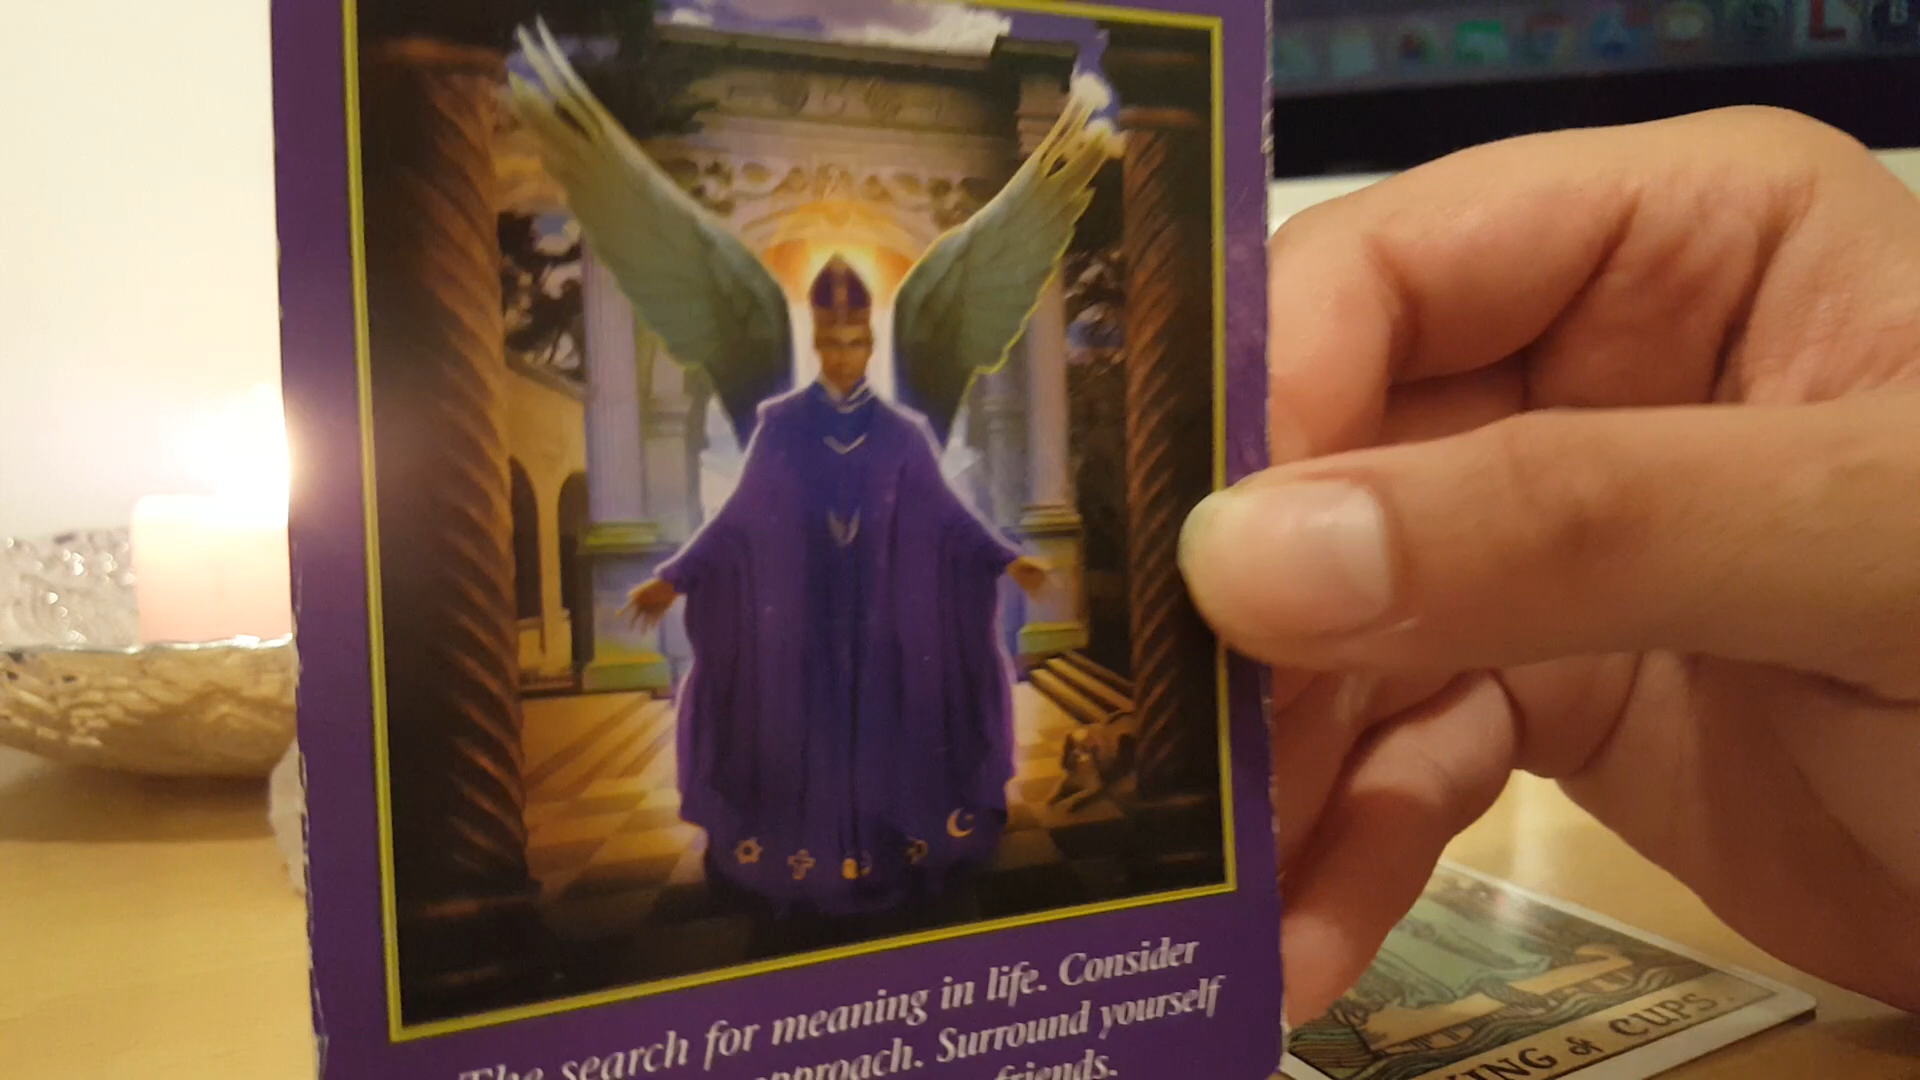 The search for meaning in life. Consider
approach. Surround yourself
friends.
KING of CUPS.